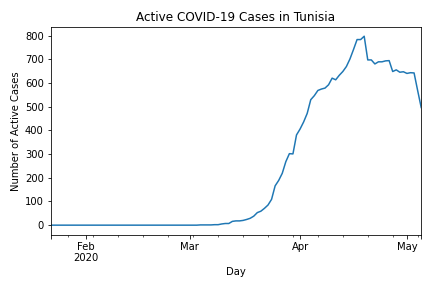 Active COVID-19 Cases in Tunisia
800
700
600
500
400
300
200
100
0
Number of Active Cases
Feb
2020
Mar
Apr
May
Day